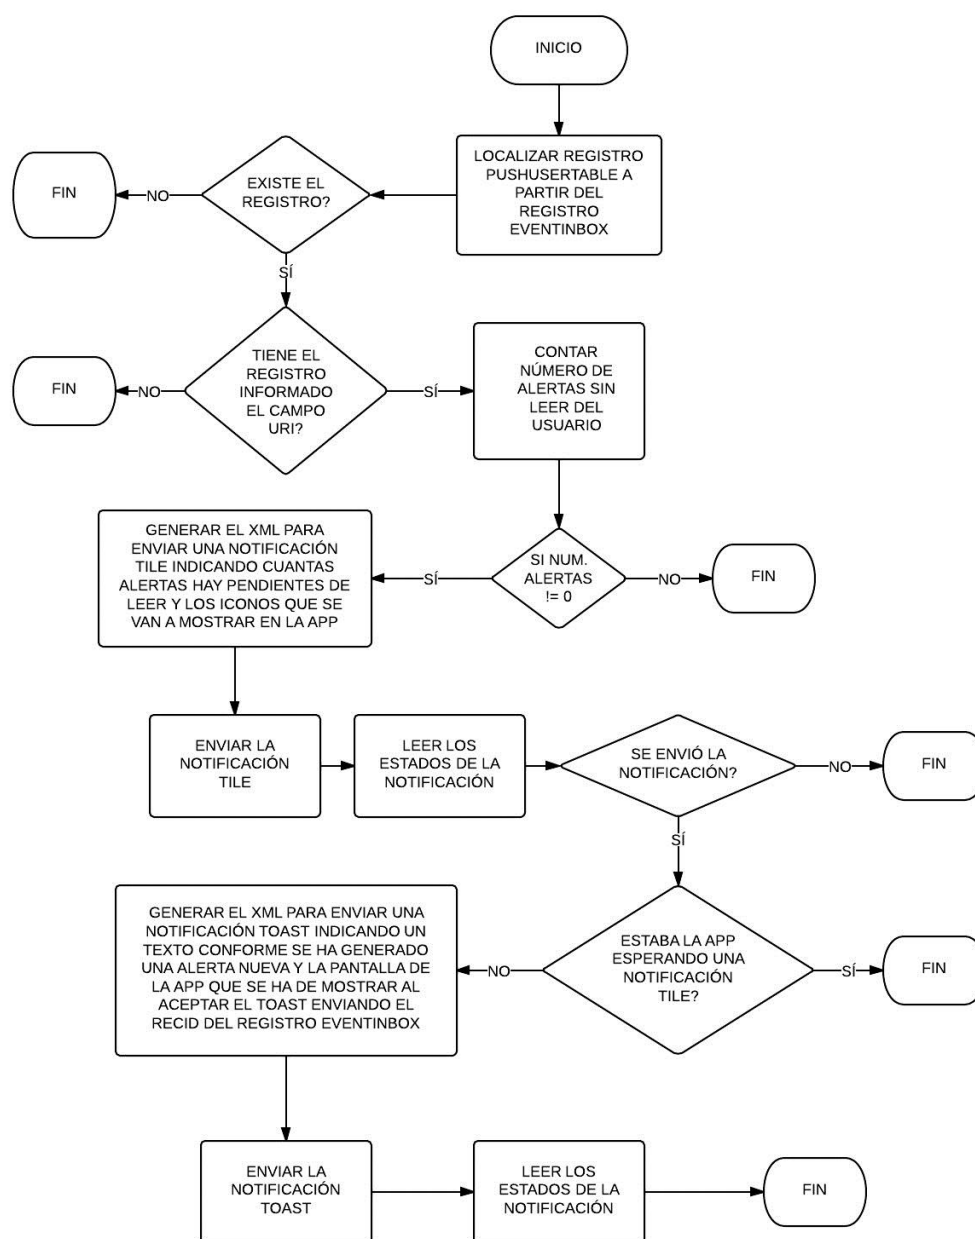 INICIO
LOCALIZAR REGISTRO
PUSHUSERTABLE A
PARTIR DEL
REGISTRO
EVENTINBOX
EXISTE EL
REGISTRO?
NO
FIN
SÍ
TIENE EL
REGISTRO
INFORMADO
EL CAMPO
URI?
NO
FIN
SÍ
CONTAR
NÚMERO DE
ALERTAS SIN
LEER DEL
USUARIO
SI NUM.
ALERTAS
!= 0
NO
FIN
SÍ
GENERAR EL XML PARA
ENVIAR UNA NOTIFICACIÓN
TILE INDICANDO CUANTAS
ALERTAS HAY PENDIENTES DE
LEER Y LOS ICONOS QUE SE
VAN A MOSTRAR EN LA APP
ENVIAR LA
NOTIFICACIÓN
TILE
LEER LOS
ESTADOS DE LA
NOTIFICACIÓN
SE ENVIÓ LA
NOTIFICACIÓN?
NO
FIN
SÍ
ESTABA LA APP
ESPERANDO UNA
NOTIFICACIÓN
TILE?
SÍ
FIN
NO
GENERAR EL XML PARA ENVIAR UNA
NOTIFICACIÓN TOAST INDICANDO UN
TEXTO CONFORME SE HA GENERADO
UNA ALERTA NUEVA Y LA PANTALLA DE
LA APP QUE SE HA DE MOSTRAR AL
ACEPTAR EL TOAST ENVIANDO EL
RECID DEL REGISTRO EVENTINBOX
ENVIAR LA
NOTIFICACIÓN
TOAST
LEER LOS
ESTADOS DE LA
NOTIFICACIÓN
FIN